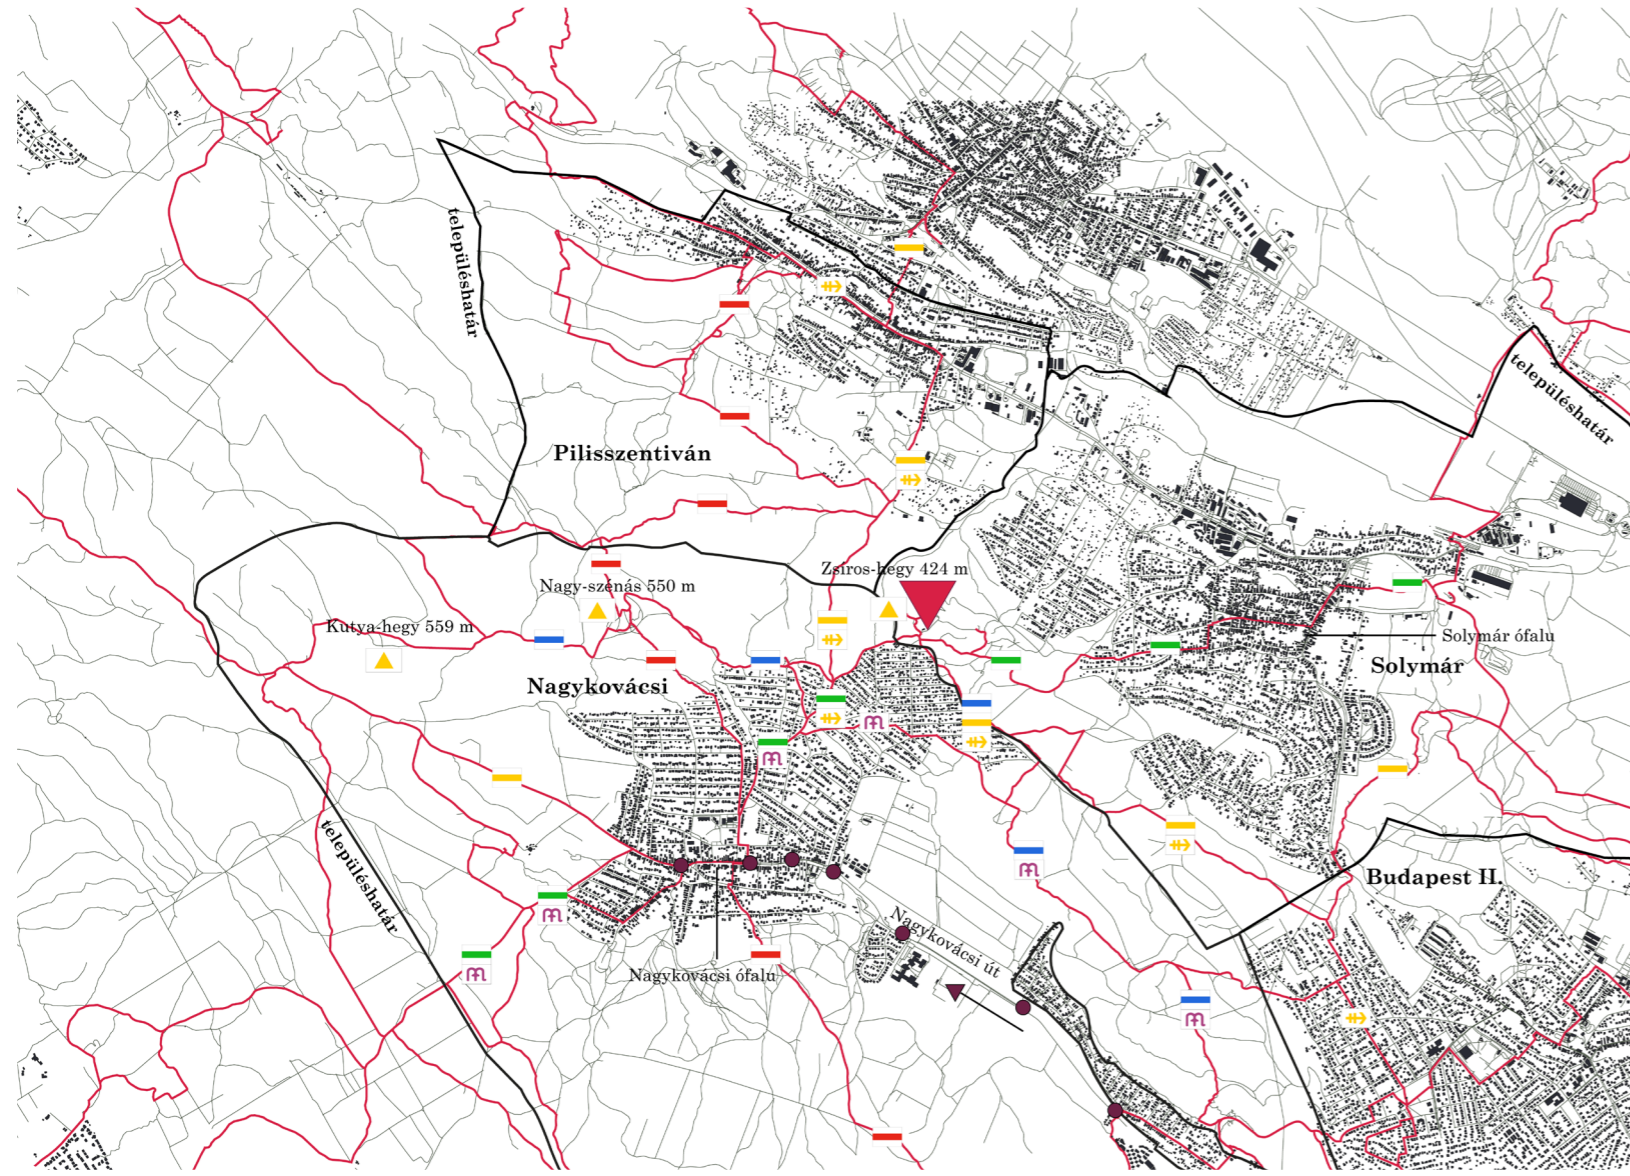 településhatár
településhatár
Pilisszentiván
Zsíros-hegy 424 m
Nagy-szénás 550 m
Kutya-hegy 559 m
Solymár ófalu
Solymár
Nagykovácsi
településhatár
Budapest II.
Nagykovácsi út
Nagykovácsi ófalu